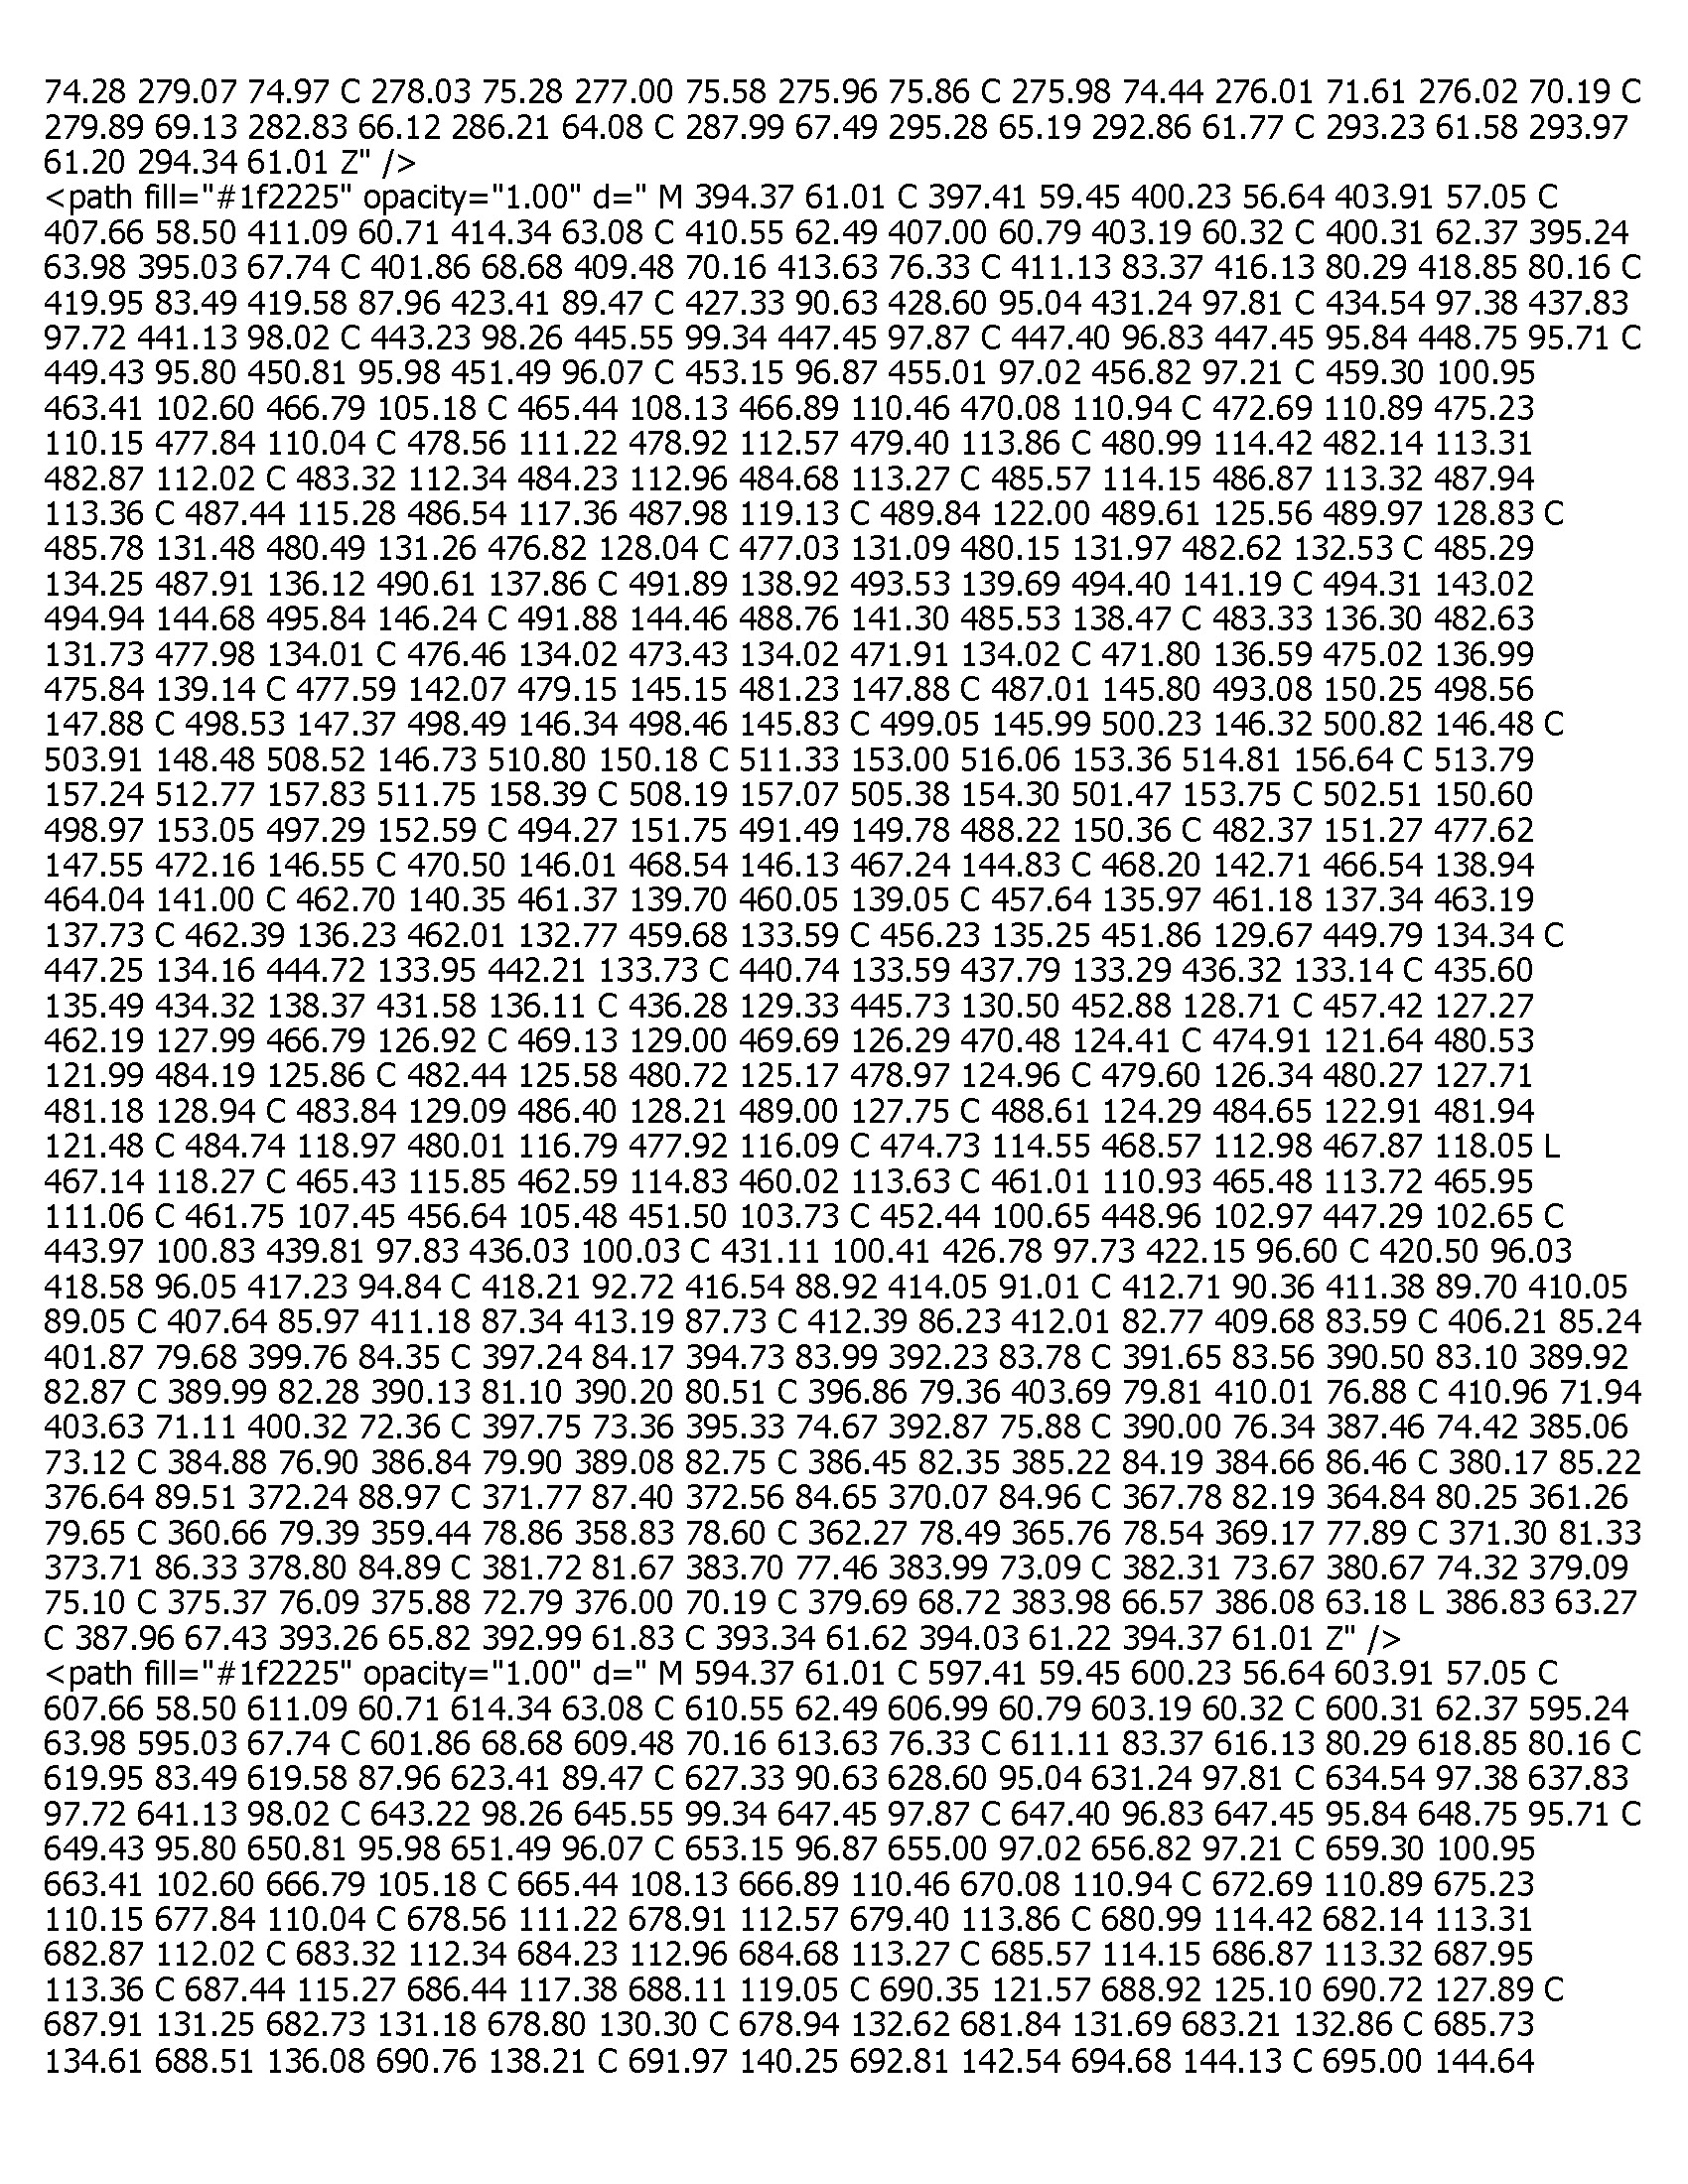 74.28 279.07 74.97 C 278.03 75.28 277.00 75.58 275.96 75.86 C 275.98 74.44 276.01 71.61 276.02 70.19 C
279.89 69.13 282.83 66.12 286.21 64.08 C 287.99 67.49 295.28 65.19 292.86 61.77 C 293.23 61.58 293.97
61.20 294.34 61.01 Z" />
<path fill="#1f2225" opacity="1.00" d=" M 394.37 61.01 C 397.41 59.45 400.23 56.64 403.91 57.05 C
407.66 58.50 411.09 60.71 414.34 63.08 C 410.55 62.49 407.00 60.79 403.19 60.32 C 400.31 62.37 395.24
63.98 395.03 67.74 C 401.86 68.68 409.48 70.16 413.63 76.33 C 411.13 83.37 416.13 80.29 418.85 80.16 C
419.95 83.49 419.58 87.96 423.41 89.47 C 427.33 90.63 428.60 95.04 431.24 97.81 C 434.54 97.38 437.83
97.72 441.13 98.02 C 443.23 98.26 445.55 99.34 447.45 97.87 C 447.40 96.83 447.45 95.84 448.75 95.71 C
449.43 95.80 450.81 95.98 451.49 96.07 C 453.15 96.87 455.01 97.02 456.82 97.21 C 459.30 100.95
463.41 102.60 466.79 105.18 C 465.44 108.13 466.89 110.46 470.08 110.94 C 472.69 110.89 475.23
110.15 477.84 110.04 C 478.56 111.22 478.92 112.57 479.40 113.86 C 480.99 114.42 482.14 113.31
482.87 112.02 C 483.32 112.34 484.23 112.96 484.68 113.27 C 485.57 114.15 486.87 113.32 487.94
113.36 C 487.44 115.28 486.54 117.36 487.98 119.13 C 489.84 122.00 489.61 125.56 489.97 128.83 C
485.78 131.48 480.49 131.26 476.82 128.04 C 477.03 131.09 480.15 131.97 482.62 132.53 C 485.29
134.25 487.91 136.12 490.61 137.86 C 491.89 138.92 493.53 139.69 494.40 141.19 C 494.31 143.02
494.94 144.68 495.84 146.24 C 491.88 144.46 488.76 141.30 485.53 138.47 C 483.33 136.30 482.63
131.73 477.98 134.01 C 476.46 134.02 473.43 134.02 471.91 134.02 C 471.80 136.59 475.02 136.99
475.84 139.14 C 477.59 142.07 479.15 145.15 481.23 147.88 C 487.01 145.80 493.08 150.25 498.56
147.88 C 498.53 147.37 498.49 146.34 498.46 145.83 C 499.05 145.99 500.23 146.32 500.82 146.48 C
503.91 148.48 508.52 146.73 510.80 150.18 C 511.33 153.00 516.06 153.36 514.81 156.64 C 513.79
157.24 512.77 157.83 511.75 158.39 C 508.19 157.07 505.38 154.30 501.47 153.75 C 502.51 150.60
498.97 153.05 497.29 152.59 C 494.27 151.75 491.49 149.78 488.22 150.36 C 482.37 151.27 477.62
147.55 472.16 146.55 C 470.50 146.01 468.54 146.13 467.24 144.83 C 468.20 142.71 466.54 138.94
464.04 141.00 C 462.70 140.35 461.37 139.70 460.05 139.05 C 457.64 135.97 461.18 137.34 463.19
137.73 C 462.39 136.23 462.01 132.77 459.68 133.59 C 456.23 135.25 451.86 129.67 449.79 134.34 C
447.25 134.16 444.72 133.95 442.21 133.73 C 440.74 133.59 437.79 133.29 436.32 133.14 C 435.60
135.49 434.32 138.37 431.58 136.11 C 436.28 129.33 445.73 130.50 452.88 128.71 C 457.42 127.27
462.19 127.99 466.79 126.92 C 469.13 129.00 469.69 126.29 470.48 124.41 C 474.91 121.64 480.53
121.99 484.19 125.86 C 482.44 125.58 480.72 125.17 478.97 124.96 C 479.60 126.34 480.27 127.71
481.18 128.94 C 483.84 129.09 486.40 128.21 489.00 127.75 C 488.61 124.29 484.65 122.91 481.94
121.48 C 484.74 118.97 480.01 116.79 477.92 116.09 C 474.73 114.55 468.57 112.98 467.87 118.05 L
467.14 118.27 C 465.43 115.85 462.59 114.83 460.02 113.63 C 461.01 110.93 465.48 113.72 465.95
111.06 C 461.75 107.45 456.64 105.48 451.50 103.73 C 452.44 100.65 448.96 102.97 447.29 102.65 C
443.97 100.83 439.81 97.83 436.03 100.03 C 431.11 100.41 426.78 97.73 422.15 96.60 C 420.50 96.03
418.58 96.05 417.23 94.84 C 418.21 92.72 416.54 88.92 414.05 91.01 C 412.71 90.36 411.38 89.70 410.05
89.05 C 407.64 85.97 411.18 87.34 413.19 87.73 C 412.39 86.23 412.01 82.77 409.68 83.59 C 406.21 85.24
401.87 79.68 399.76 84.35 C 397.24 84.17 394.73 83.99 392.23 83.78 C 391.65 83.56 390.50 83.10 389.92
82.87 C 389.99 82.28 390.13 81.10 390.20 80.51 C 396.86 79.36 403.69 79.81 410.01 76.88 C 410.96 71.94
403.63 71.11 400.32 72.36 C 397.75 73.36 395.33 74.67 392.87 75.88 C 390.00 76.34 387.46 74.42 385.06
73.12 C 384.88 76.90 386.84 79.90 389.08 82.75 C 386.45 82.35 385.22 84.19 384.66 86.46 C 380.17 85.22
376.64 89.51 372.24 88.97 C 371.77 87.40 372.56 84.65 370.07 84.96 C 367.78 82.19 364.84 80.25 361.26
79.65 C 360.66 79.39 359.44 78.86 358.83 78.60 C 362.27 78.49 365.76 78.54 369.17 77.89 C 371.30 81.33
373.71 86.33 378.80 84.89 C 381.72 81.67 383.70 77.46 383.99 73.09 C 382.31 73.67 380.67 74.32 379.09
75.10 C 375.37 76.09 375.88 72.79 376.00 70.19 C 379.69 68.72 383.98 66.57 386.08 63.18 L 386.83 63.27
C 387.96 67.43 393.26 65.82 392.99 61.83 C 393.34 61.62 394.03 61.22 394.37 61.01 Z" />
<path fill="#1f2225" opacity="1.00" d=" M 594.37 61.01 C 597.41 59.45 600.23 56.64 603.91 57.05 C
607.66 58.50 611.09 60.71 614.34 63.08 C 610.55 62.49 606.99 60.79 603.19 60.32 C 600.31 62.37 595.24
63.98 595.03 67.74 C 601.86 68.68 609.48 70.16 613.63 76.33 C 611.11 83.37 616.13 80.29 618.85 80.16 C
619.95 83.49 619.58 87.96 623.41 89.47 C 627.33 90.63 628.60 95.04 631.24 97.81 C 634.54 97.38 637.83
97.72 641.13 98.02 C 643.22 98.26 645.55 99.34 647.45 97.87 C 647.40 96.83 647.45 95.84 648.75 95.71 C
649.43 95.80 650.81 95.98 651.49 96.07 C 653.15 96.87 655.00 97.02 656.82 97.21 C 659.30 100.95
663.41 102.60 666.79 105.18 C 665.44 108.13 666.89 110.46 670.08 110.94 C 672.69 110.89 675.23
110.15 677.84 110.04 C 678.56 111.22 678.91 112.57 679.40 113.86 C 680.99 114.42 682.14 113.31
682.87 112.02 C 683.32 112.34 684.23 112.96 684.68 113.27 C 685.57 114.15 686.87 113.32 687.95
113.36 C 687.44 115.27 686.44 117.38 688.11 119.05 C 690.35 121.57 688.92 125.10 690.72 127.89 C
687.91 131.25 682.73 131.18 678.80 130.30 C 678.94 132.62 681.84 131.69 683.21 132.86 C 685.73
134.61 688.51 136.08 690.76 138.21 C 691.97 140.25 692.81 142.54 694.68 144.13 C 695.00 144.64